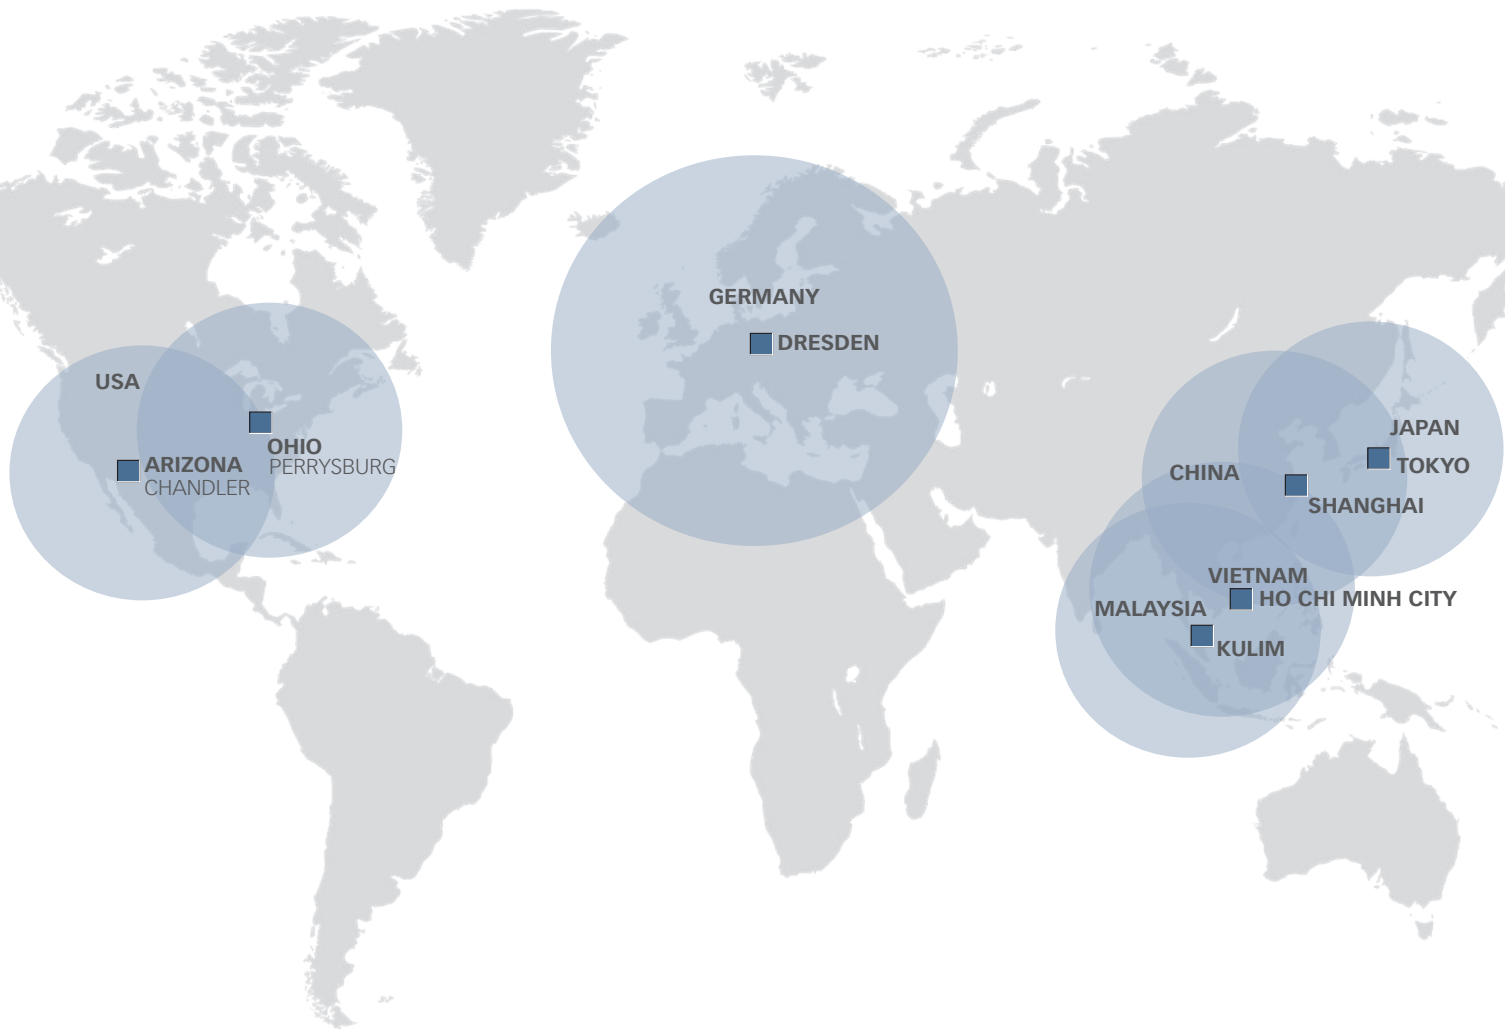 GERMANY
DRESDEN
USA
OHIO
PERRYSBURG
ARIZONA
CHANDLER
JAPAN
TOKYO
CHINA
SHANGHAI
VIETNAM
HO CHI MINH CITY
MALAYSIA
KULIM